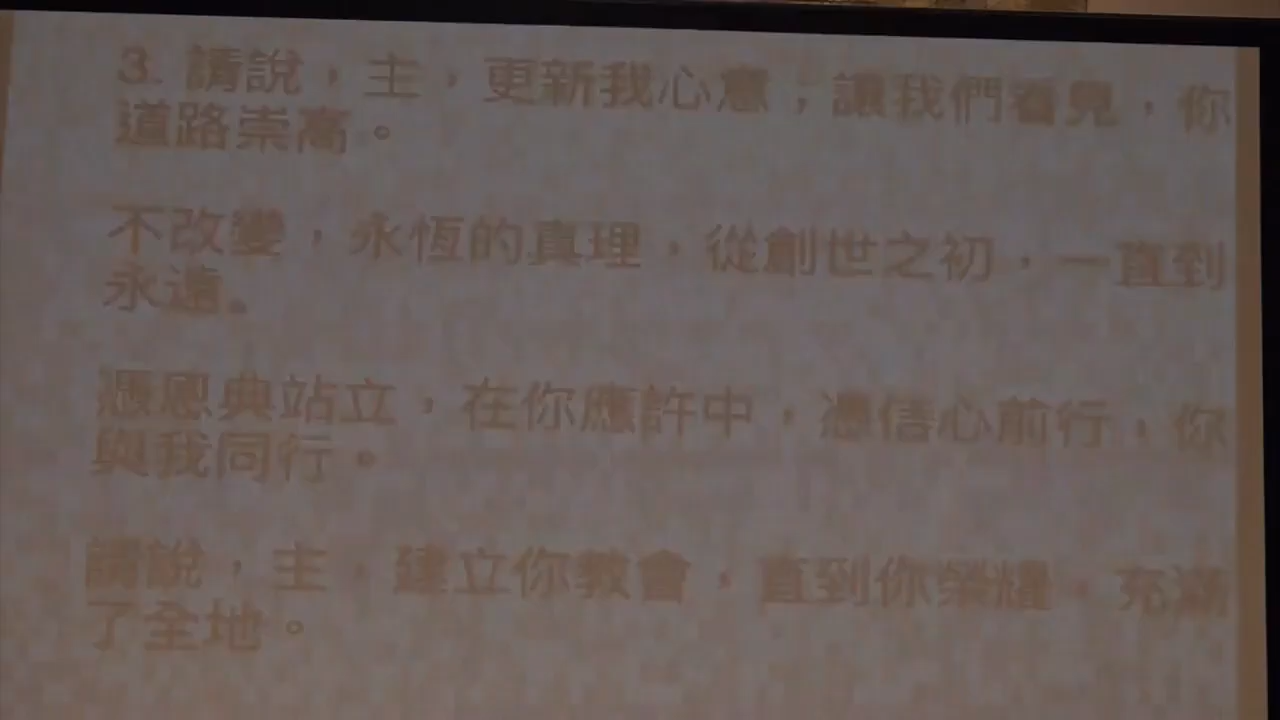 3. 請說，主，更新我心意；讓我們看見，你
道路崇高。
不改變，永恆的真理，從創世之初，一直到
永遠。
憑恩典站立，在你應許中，憑信心前行，你
與我同行。
請說，主，建立你教會，直到你榮耀，充滿
了全地。